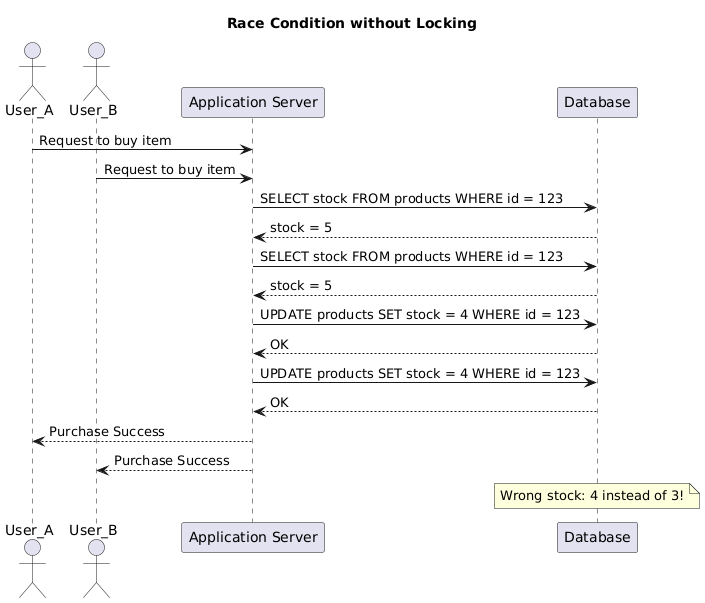 Race Condition without Locking
User_A
User_B
Application Server
Database
Request to buy item
Request to buy item
SELECT stock FROM products WHERE id = 123
stock = 5
SELECT stock FROM products WHERE id = 123
stock = 5
UPDATE products SET stock = 4 WHERE id = 123
OK
UPDATE products SET stock = 4 WHERE id = 123
OK
Purchase Success
Purchase Success
Wrong stock: 4 instead of 3!
User_A
User_B
Application Server
Database